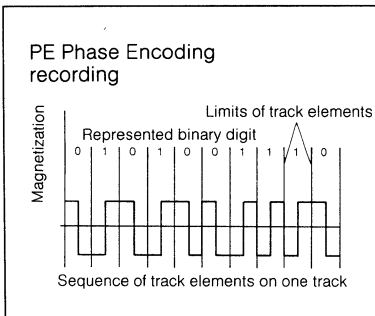 PE Phase Encoding
recording
Limits of track elements
Represented binary digit
0 1 0 1 0 0 1 1 1 0
Magnetization
Sequence of track elements on one track